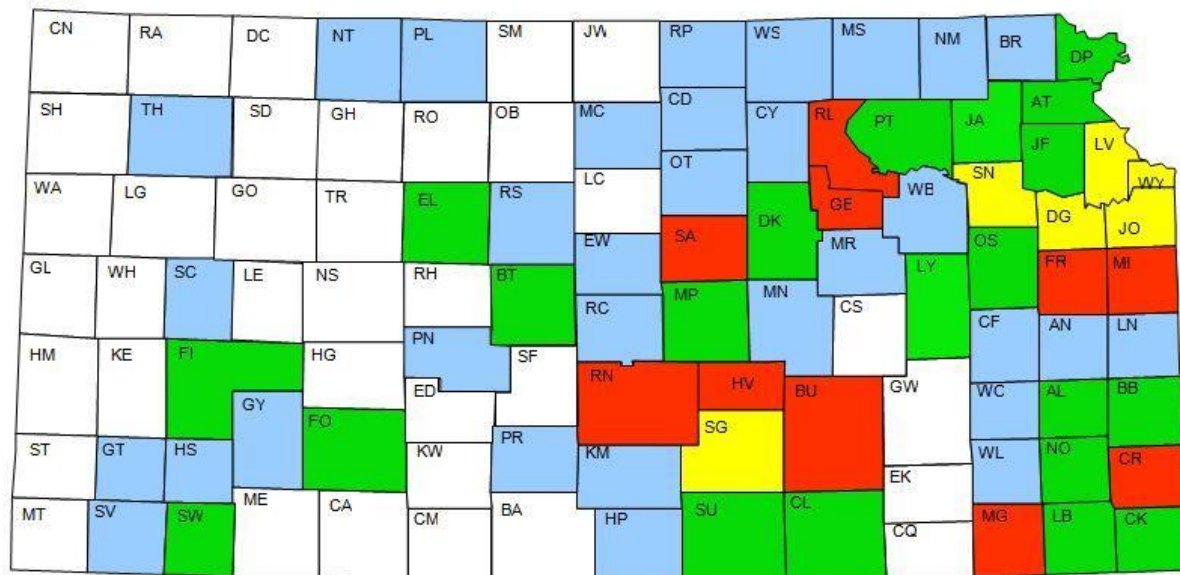 CN RA DC NT PL SM JW RP WS MS NM BR DP
SH TH SD GH RO OB MC CD CY RL PT JA AT JF LV WY
WA LG GO TR EL RS LC OT SA DK GE WB SN DG JO
GL WH SC LE NS RH BT EW RC MP MN MR CS LY OS FR MI
HM KE FI HG PN ED SF RN HV BU GW CF AN LN
ST GT HS GY FO KW PR KM SG EK WC AL BB
MT SV SW ME CA CM BA HP SU CL CQ WL NO CR
MG LB CK